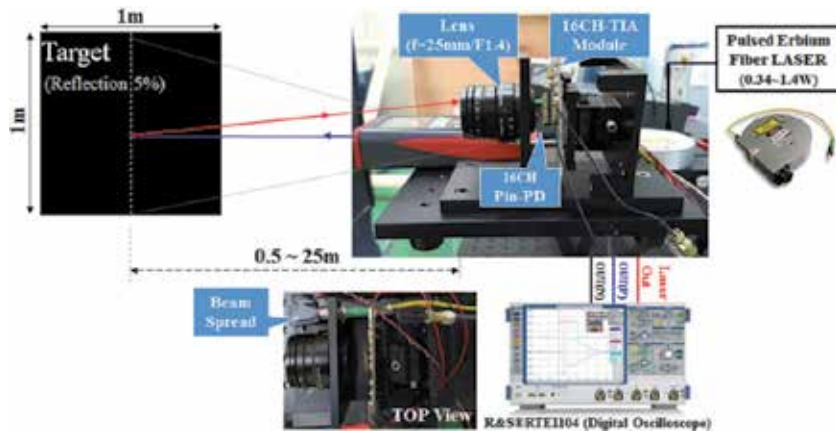 1m
Target
(Reflection 5%)
1m
Lens
(f=25mm/F1.4)
16CH-TIA
Module
Pulsed Erbium
Fiber LASER
(0.34~1.4W)
16CH
Pin-PD
0.5 ~ 25m
Beam
Spread
TOP View
Laser
Out
R&S®RTE1104 (Digital Oscilloscope)